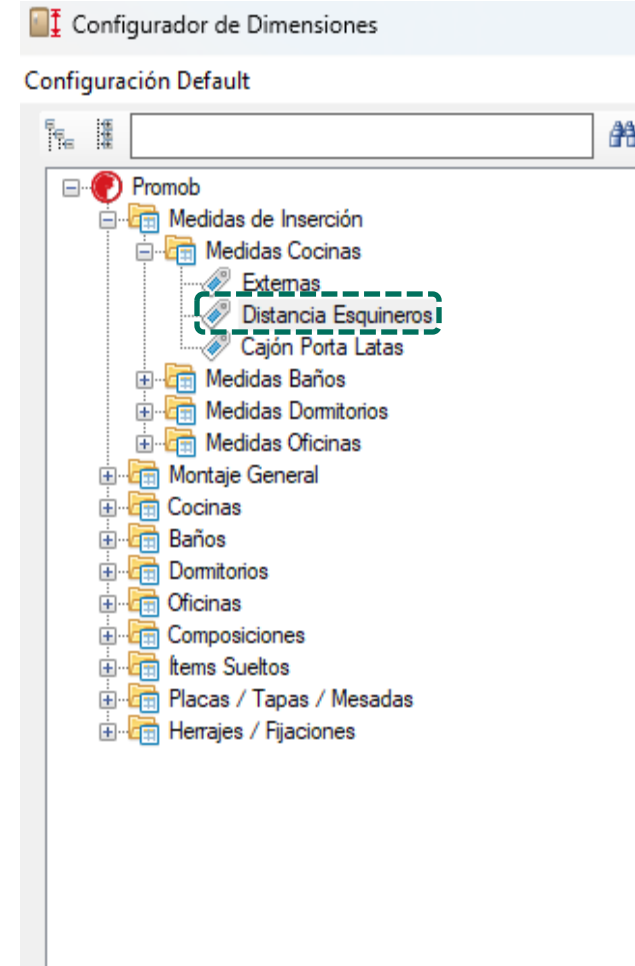 Configurador de Dimensiones
Configuración Default
Promob
Medidas de Inserción
Medidas Cocinas
Externas
Distancia Esquineros
Cajón Porta Latas
Medidas Baños
Medidas Dormitorios
Medidas Oficinas
Montaje General
Cocinas
Baños
Dormitorios
Oficinas
Composiciones
Ítems Sueltos
Placas / Tapas / Mesadas
Herrajes / Fijaciones